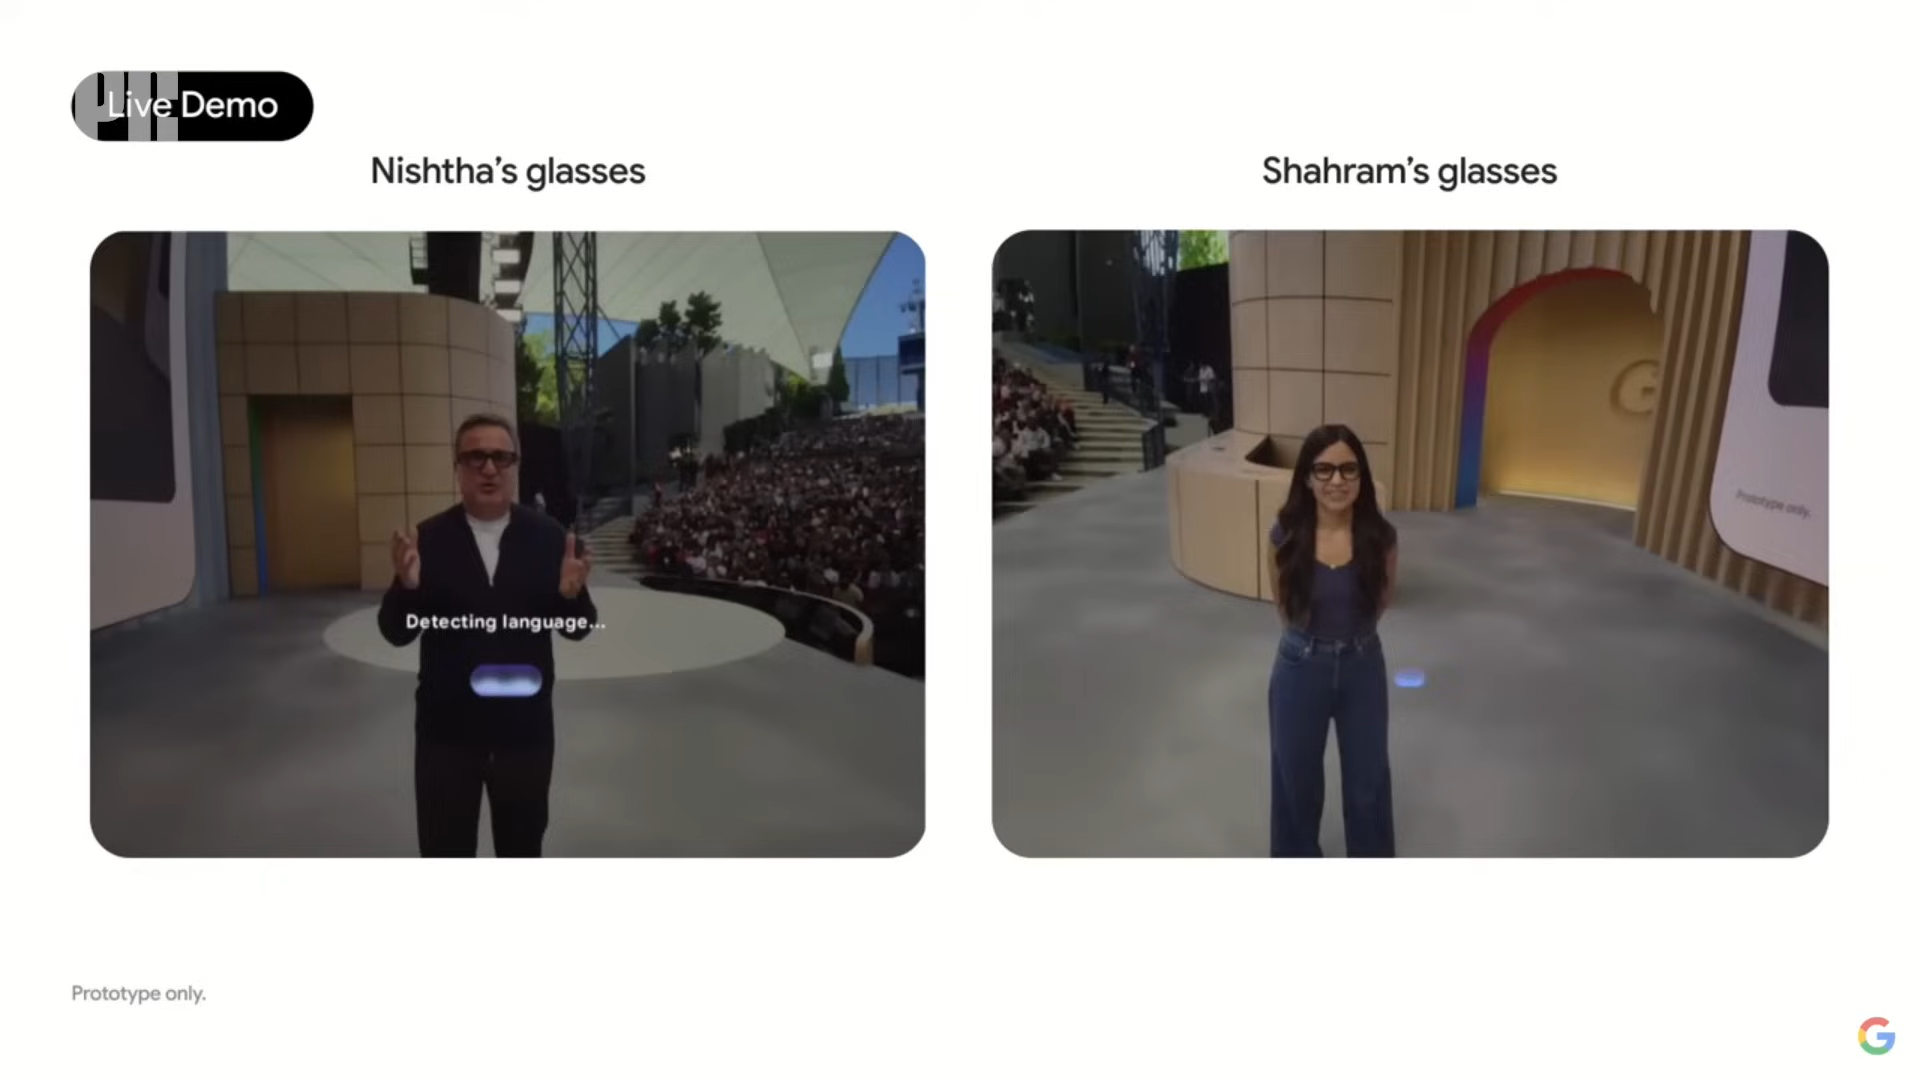 Live Demo
Nishtha's glasses
Shahram's glasses
Detecting language...
Prototype only.
Prototype only.
G